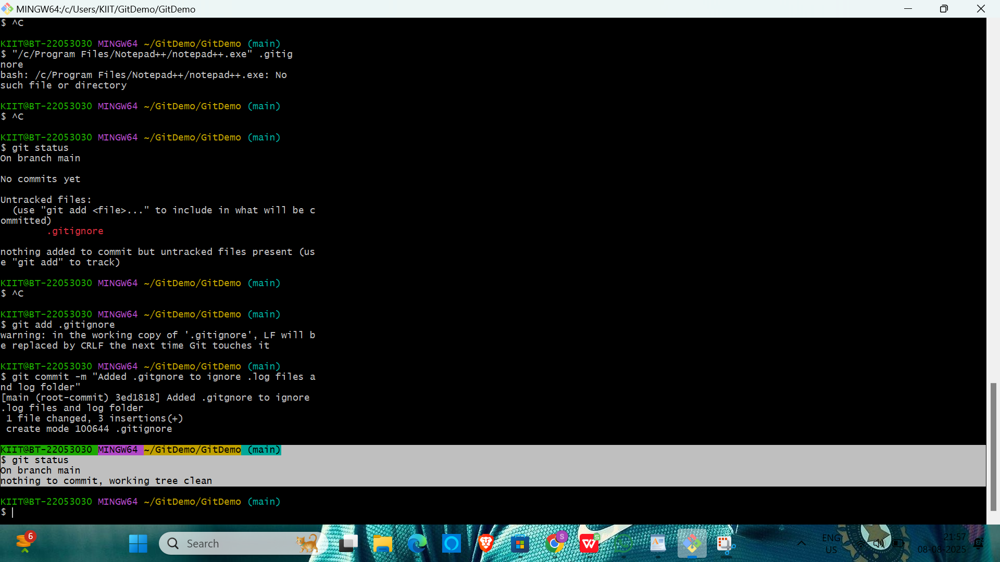 MINGW64:/c/Users/KIIT/GitDemo/GitDemo
$ ^C
KIIT@BT-22053030 MINGW64 ~/GitDemo/GitDemo (main)
$ "/c/Program Files/Notepad++/notepad++.exe" .gitig
nore
bash: /c/Program Files/Notepad++/notepad++.exe: No
such file or directory
KIIT@BT-22053030 MINGW64 ~/GitDemo/GitDemo (main)
$ ^C
KIIT@BT-22053030 MINGW64 ~/GitDemo/GitDemo (main)
$ git status
On branch main
No commits yet
Untracked files:
  (use "git add <file>..." to include in what will be c
ommitted)
        .gitignore
nothing added to commit but untracked files present (us
e "git add" to track)
KIIT@BT-22053030 MINGW64 ~/GitDemo/GitDemo (main)
$ ^C
KIIT@BT-22053030 MINGW64 ~/GitDemo/GitDemo (main)
$ git add .gitignore
warning: in the working copy of '.gitignore', LF will b
e replaced by CRLF the next time Git touches it
KIIT@BT-22053030 MINGW64 ~/GitDemo/GitDemo (main)
$ git commit -m "Added .gitgnore to ignore .log files a
nd log folder"
[main (root-commit) 3ed1818] Added .gitgnore to ignore
.log files and log folder
 1 file changed, 3 insertions(+)
 create mode 100644 .gitignore
KIIT@BT-22053030 MINGW64 ~/GitDemo/GitDemo (main)
$ git status
On branch main
nothing to commit, working tree clean
KIIT@BT-22053030 MINGW64 ~/GitDemo/GitDemo (main)
$
6
Search
S
W
S
ENG
US
21:57
08-08-2025